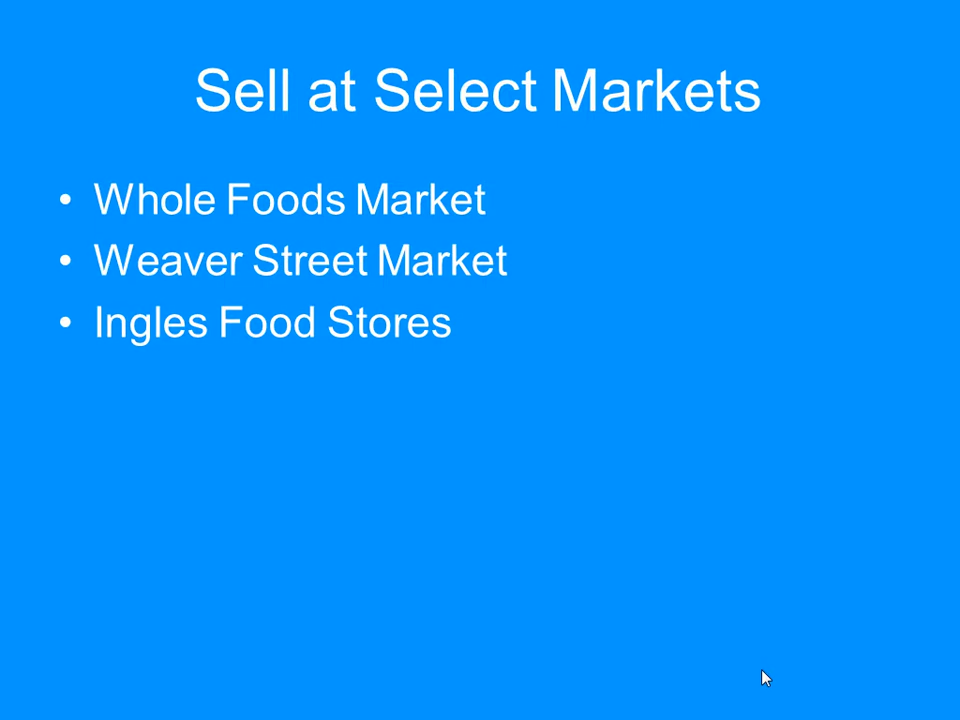 Sell at Select Markets
• Whole Foods Market
• Weaver Street Market
• Ingles Food Stores